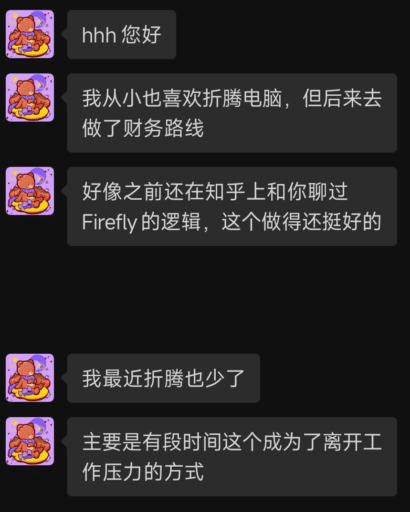 hhh 您好
我从小也喜欢折腾电脑，但后来去
做了财务路线
好像之前还在知乎上和你聊过
Firefly 的逻辑，这个做得还挺好的
我最近折腾也少了
主要是有段时间这个成为了离开工
作压力的方式